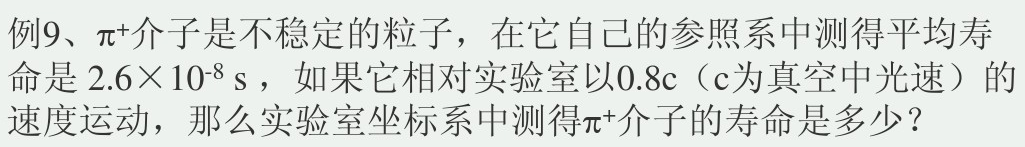 例9、π⁺介子是不稳定的粒子，在它自己的参照系中测得平均寿
命是 2.6×10⁻⁸ s ，如果它相对实验室以0.8c（c为真空中光速）的
速度运动，那么实验室坐标系中测得π⁺介子的寿命是多少？